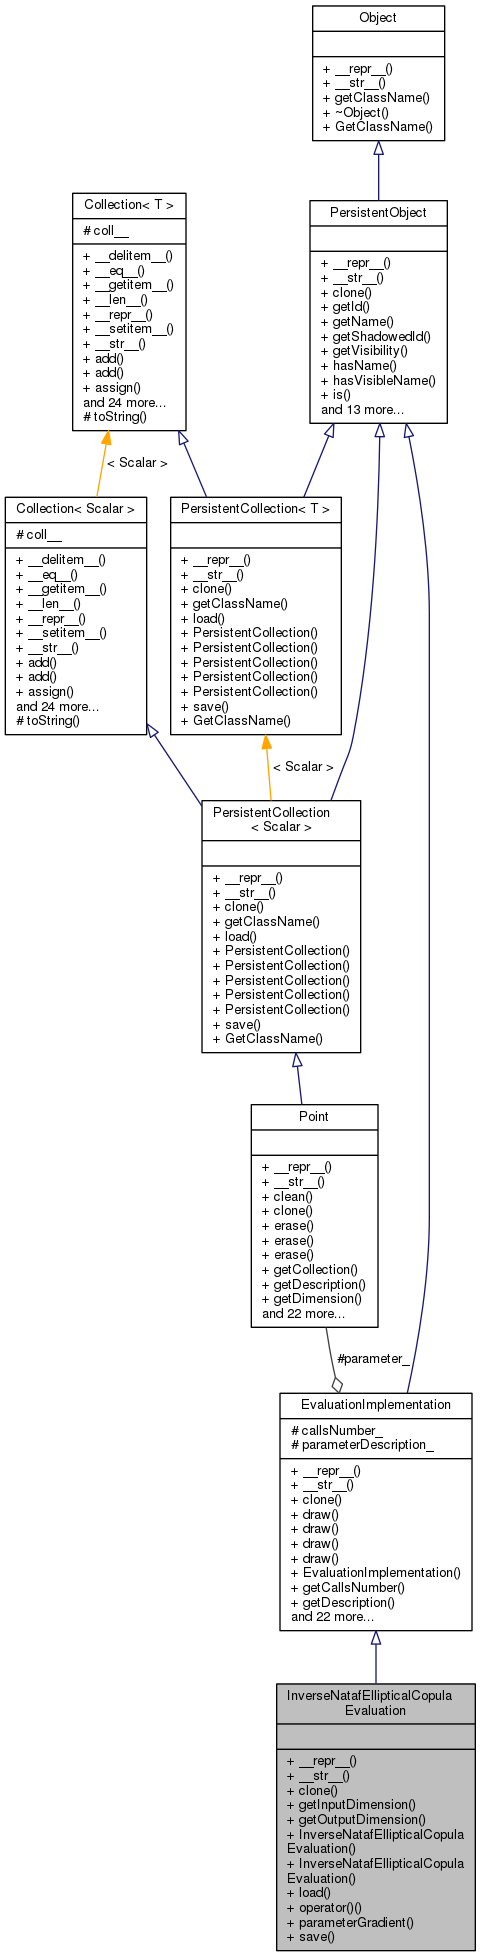 Object
+ __repr__()
+ __str__()
+ getClassName()
+ ~Object()
+ GetClassName()
Collection< T >
# coll__
+ __delitem__()
+ __eq__()
+ __getitem__()
+ __len__()
+ __repr__()
+ __setitem__()
+ __str__()
+ add()
+ add()
+ assign()
and 24 more...
# toString()
PersistentObject
+ __repr__()
+ __str__()
+ clone()
+ getId()
+ getName()
+ getShadowedId()
+ getVisibility()
+ hasName()
+ hasVisibleName()
+ is()
and 13 more...
< Scalar >
Collection< Scalar >
# coll__
+ __delitem__()
+ __eq__()
+ __getitem__()
+ __len__()
+ __repr__()
+ __setitem__()
+ __str__()
+ add()
+ add()
+ assign()
and 24 more...
# toString()
PersistentCollection< T >
+ __repr__()
+ __str__()
+ clone()
+ getClassName()
+ load()
+ PersistentCollection()
+ PersistentCollection()
+ PersistentCollection()
+ PersistentCollection()
+ PersistentCollection()
+ save()
+ GetClassName()
< Scalar >
PersistentCollection
< Scalar >
+ __repr__()
+ __str__()
+ clone()
+ getClassName()
+ load()
+ PersistentCollection()
+ PersistentCollection()
+ PersistentCollection()
+ PersistentCollection()
+ PersistentCollection()
+ save()
+ GetClassName()
Point
+ __repr__()
+ __str__()
+ clean()
+ clone()
+ erase()
+ erase()
+ erase()
+ getCollection()
+ getDescription()
+ getDimension()
and 22 more...
#parameter_
EvaluationImplementation
# callsNumber_
# parameterDescription_
+ __repr__()
+ __str__()
+ clone()
+ draw()
+ draw()
+ draw()
+ draw()
+ EvaluationImplementation()
+ getCallsNumber()
+ getDescription()
and 22 more...
InverseNatafEllipticalCopula
Evaluation
+ __repr__()
+ __str__()
+ clone()
+ getInputDimension()
+ getOutputDimension()
+ InverseNatafEllipticalCopula
Evaluation()
+ InverseNatafEllipticalCopula
Evaluation()
+ load()
+ operator()()
+ parameterGradient()
+ save()